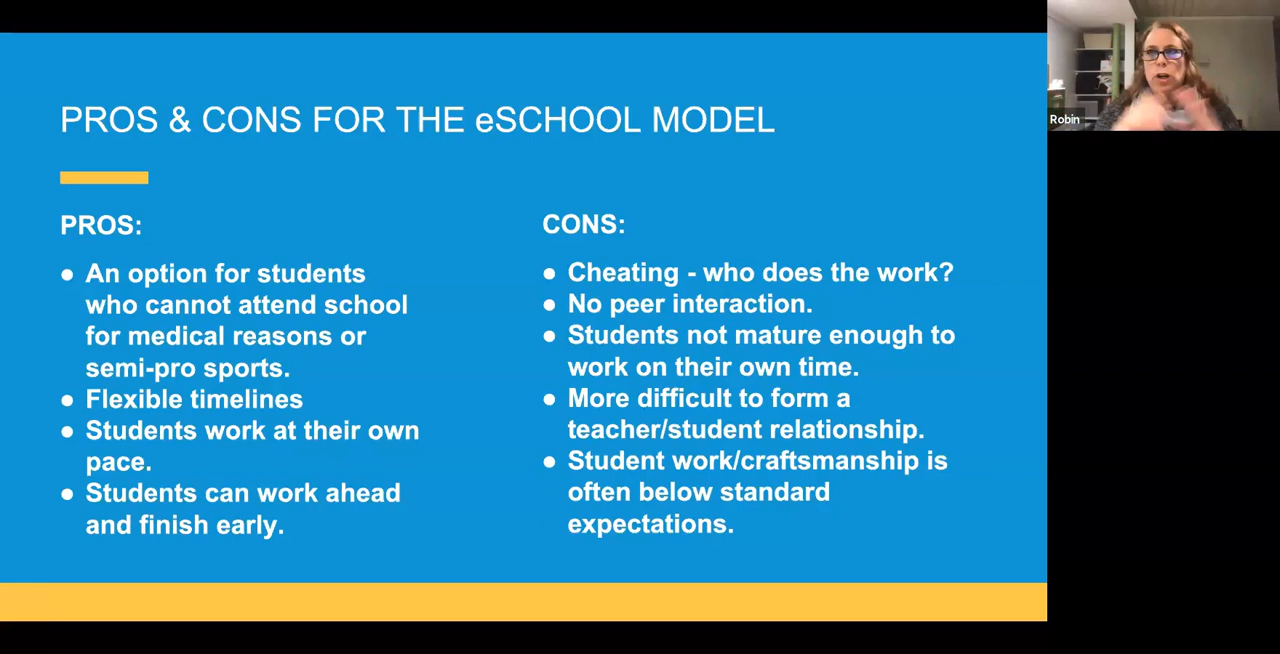 PROS & CONS FOR THE eSCHOOL MODEL
PROS:
● An option for students
who cannot attend school
for medical reasons or
semi-pro sports.
● Flexible timelines
● Students work at their own
pace.
● Students can work ahead
and finish early.
CONS:
● Cheating - who does the work?
● No peer interaction.
● Students not mature enough to
work on their own time.
● More difficult to form a
teacher/student relationship.
● Student work/craftsmanship is
often below standard
expectations.
Robin